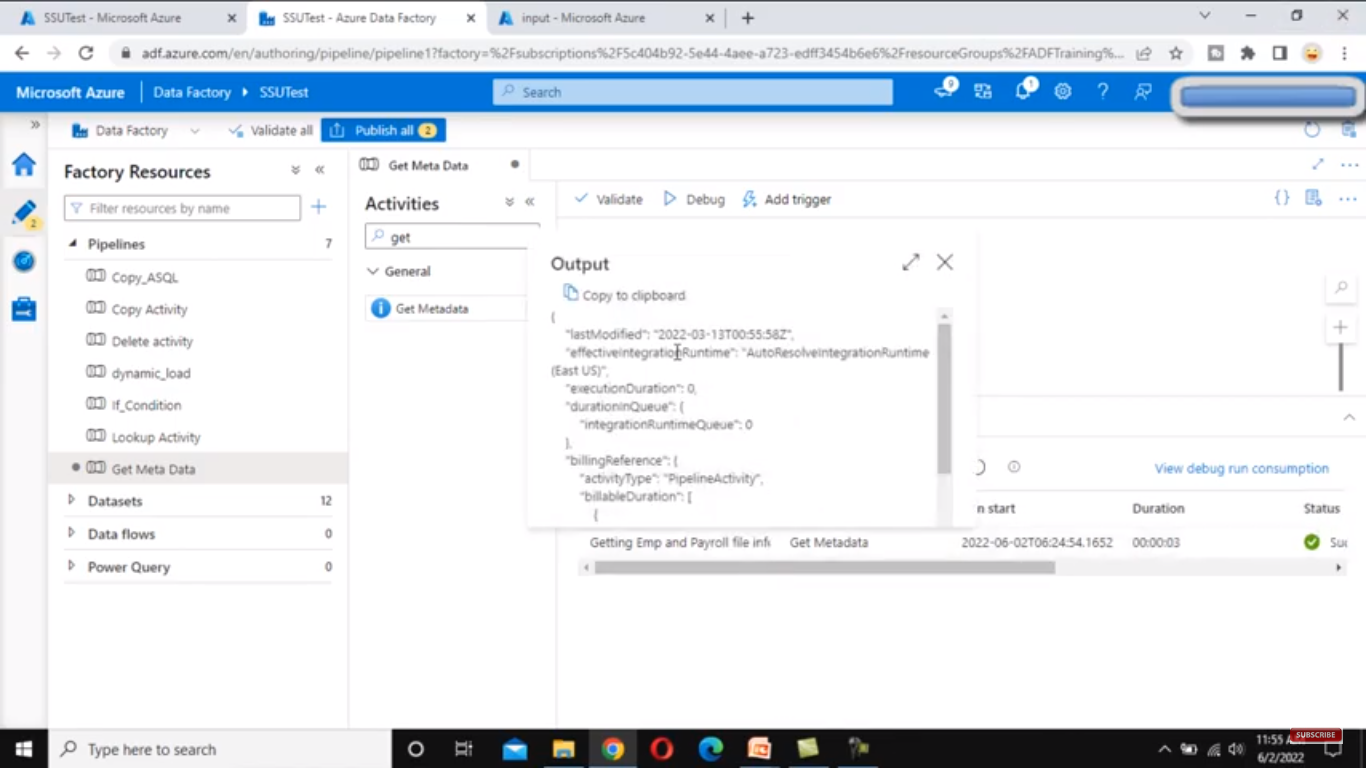 SSUTest - Microsoft Azure
SSUTest - Azure Data Factory
input - Microsoft Azure
adf.azure.com/en/authoring/pipeline/pipeline1?factory=%2Fsubscriptions%2F5c404b92-5e44-4aee-a723-edff3454b6e6%2FresourceGroups%2FADFTraining%...
Microsoft Azure Data Factory SSUTest Search 9 1
Data Factory Validate all Publish all 2
Factory Resources
Filter resources by name
2
Pipelines 7
Copy_ASQL
Copy Activity
Delete activity
dynamic_load
If_Condition
Lookup Activity
Get Meta Data
Datasets 12
Data flows 0
Power Query 0
Get Meta Data
Activities
get
General
Get Metadata
Validate Debug Add trigger
Output
Copy to clipboard
{
"lastModified": "2022-03-13T00:55:58Z",
"effectiveIntegrationRuntime": "AutoResolveIntegrationRuntime
(East US)",
"executionDuration": 0,
"durationInQueue": {
"integrationRuntimeQueue": 0
},
"billingReference": {
"activityType": "PipelineActivity",
"billableDuration": [
{
View debug run consumption
n start Duration Status
Getting Emp and Payroll file inf Get Metadata 2022-06-02T06:24:54.165Z 00:00:03 Suc
Type here to search
11:55
SUBSCRIBE
6/2/2022